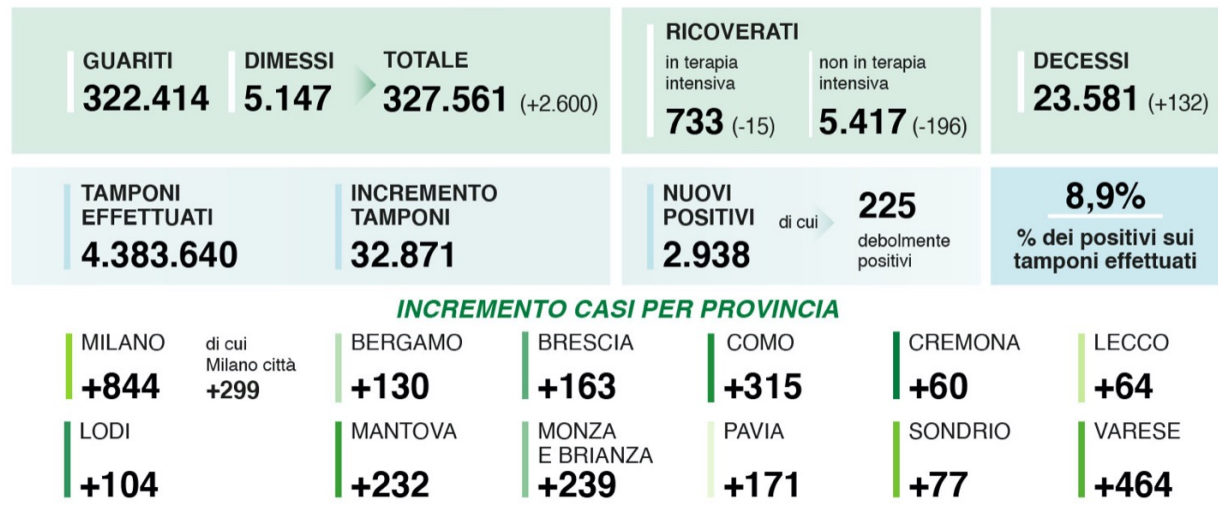 GUARITI
322.414
DIMESSI
5.147
TOTALE
327.561 (+2.600)
RICOVERATI
in terapia
intensiva
733 (-15)
non in terapia
intensiva
5.417 (-196)
DECESSI
23.581 (+132)
TAMPONI
EFFETTUATI
4.383.640
INCREMENTO
TAMPONI
32.871
NUOVI
POSITIVI
2.938
di cui
225
debolmente
positivi
8,9%
% dei positivi sui
tamponi effettuati
INCREMENTO CASI PER PROVINCIA
MILANO
+844
di cui
Milano città
+299
BERGAMO
+130
BRESCIA
+163
COMO
+315
CREMONA
+60
LECCO
+64
LODI
+104
MANTOVA
+232
MONZA
E BRIANZA
+239
PAVIA
+171
SONDRIO
+77
VARESE
+464